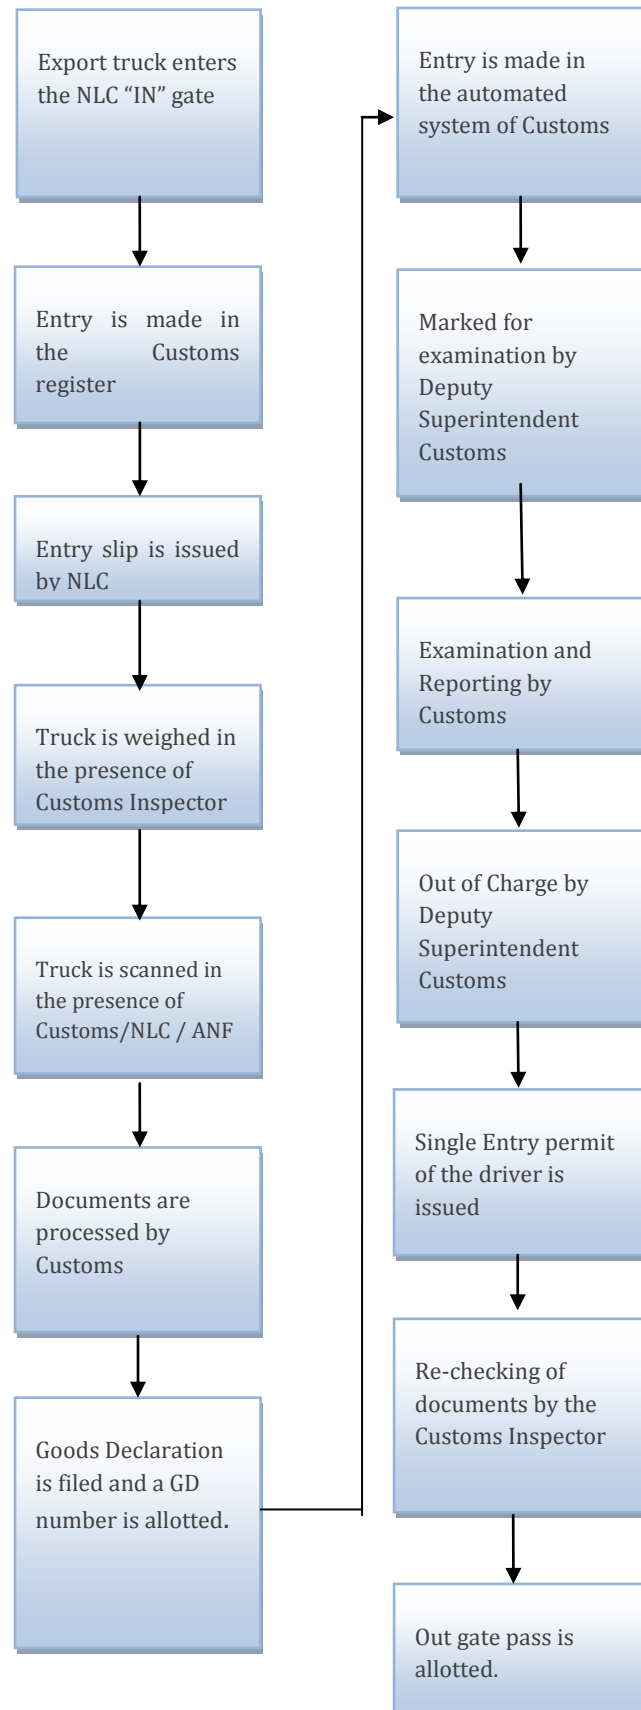 Export truck enters
the NLC “IN” gate
Entry is made in
the Customs
register
Entry slip is issued
by NLC
Truck is weighed in
the presence of
Customs Inspector
Truck is scanned in
the presence of
Customs/NLC / ANF
Documents are
processed by
Customs
Goods Declaration
is filed and a GD
number is allotted.
Entry is made in
the automated
system of Customs
Marked for
examination by
Deputy
Superintendent
Customs
Examination and
Reporting by
Customs
Out of Charge by
Deputy
Superintendent
Customs
Single Entry permit
of the driver is
issued
Re-checking of
documents by the
Customs Inspector
Out gate pass is
allotted.